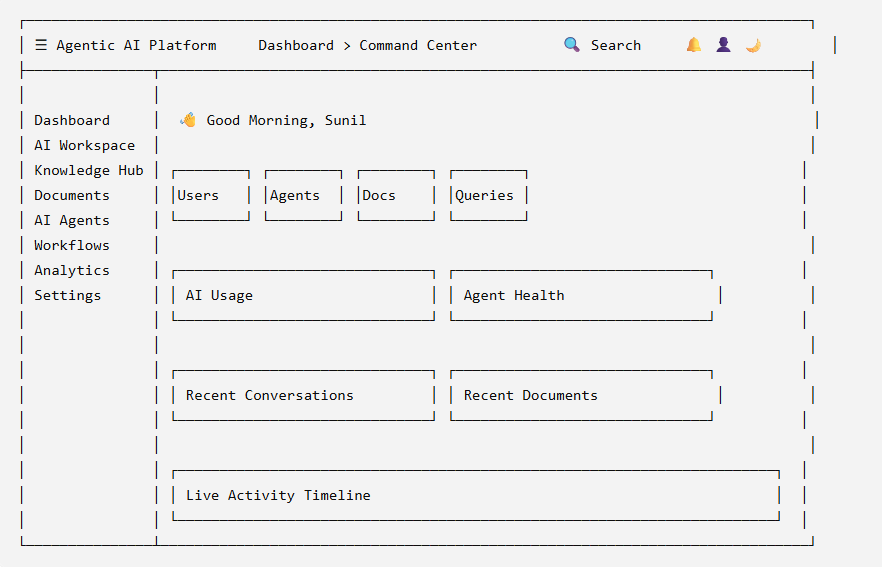 ☰ Agentic AI Platform Dashboard > Command Center 🔍 Search 🔔 👤 🌙
👋 Good Morning, Sunil
Dashboard
AI Workspace
Knowledge Hub
Documents
AI Agents
Workflows
Analytics
Settings
Users Agents Docs Queries
AI Usage Agent Health
Recent Conversations Recent Documents
Live Activity Timeline